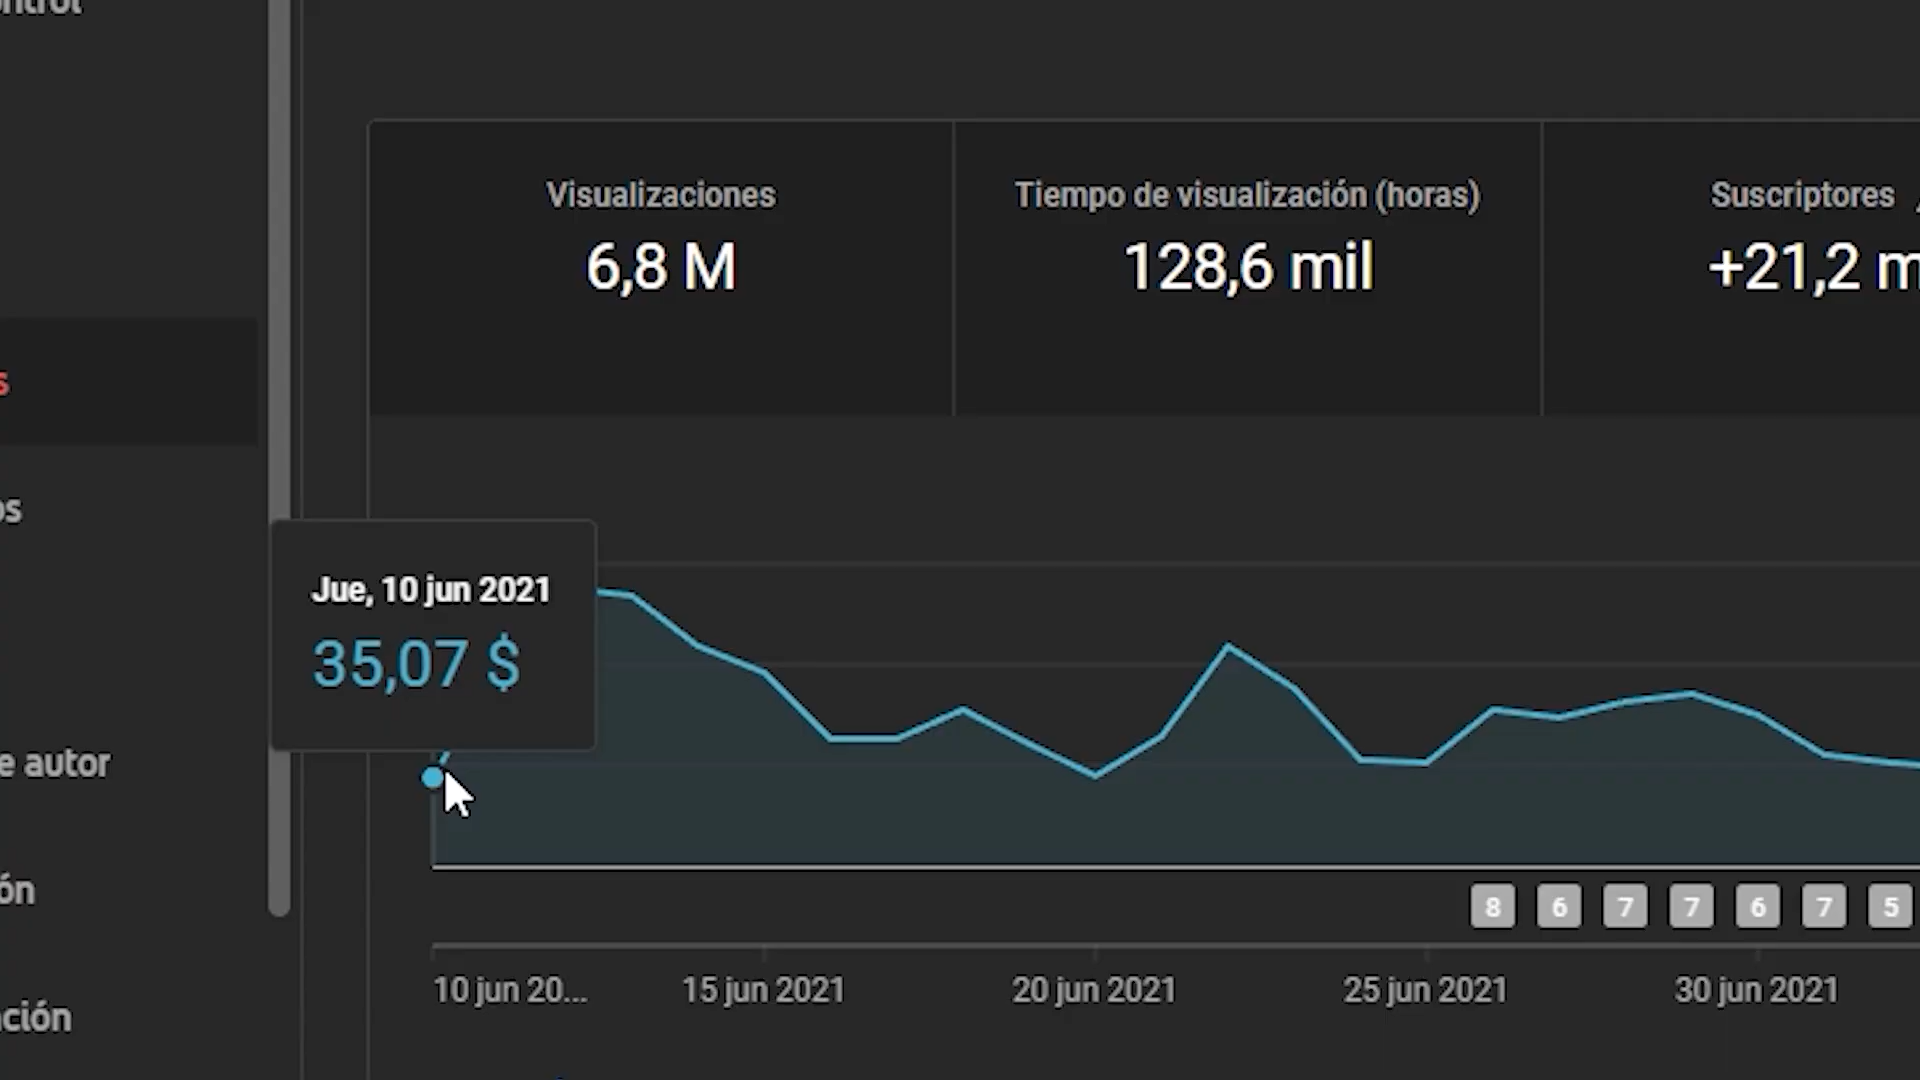 Visualizaciones
6,8 M
Tiempo de visualización (horas)
128,6 mil
Suscriptores
+21,2
Jue, 10 jun 2021
35,07 $
e autor
8 6 7 7 6 7 5
10 jun 20... 15 jun 2021 20 jun 2021 25 jun 2021 30 jun 2021